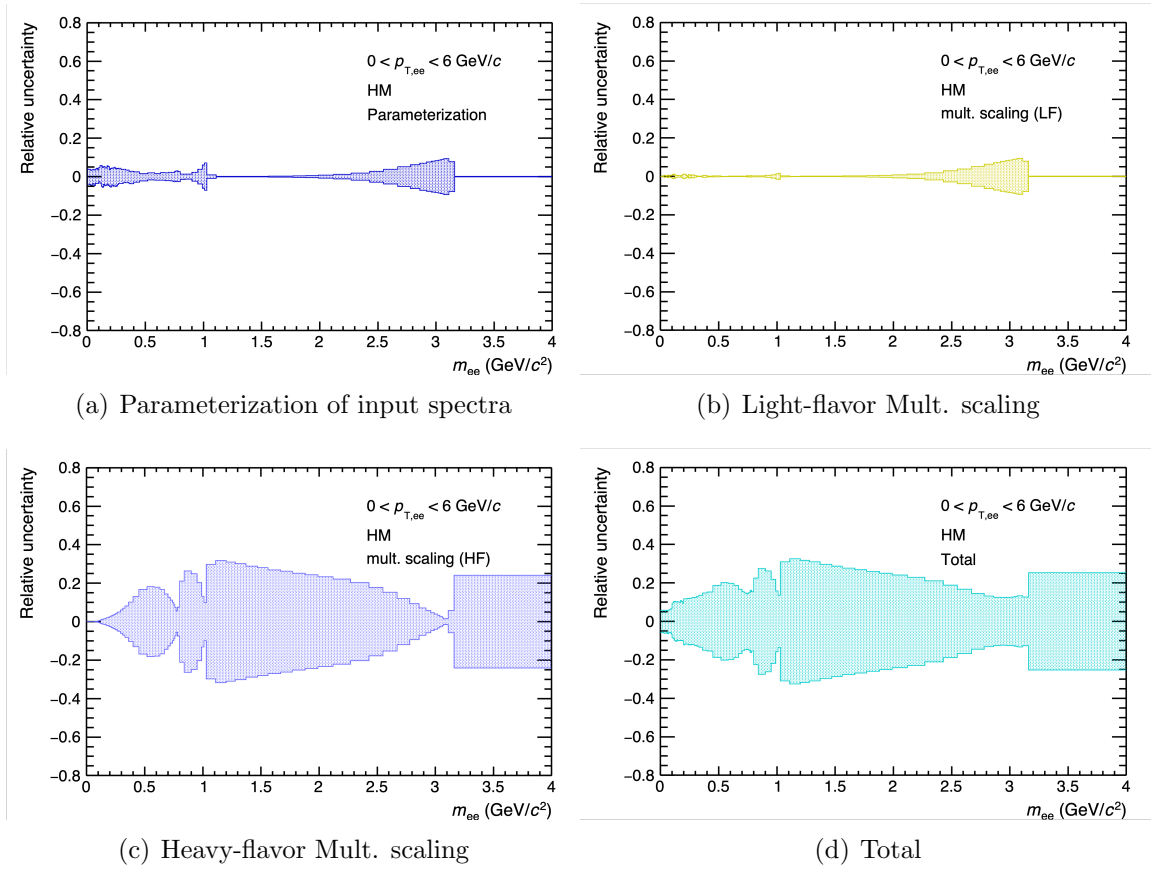 Relative uncertainty
0.8
0.6
0.4
0.2
0
−0.2
−0.4
−0.6
−0.8
0 < p_T,ee < 6 GeV/c
HM
Parameterization
0 0.5 1 1.5 2 2.5 3 3.5 4
m_ee (GeV/c²)
(a) Parameterization of input spectra
Relative uncertainty
0.8
0.6
0.4
0.2
0
−0.2
−0.4
−0.6
−0.8
0 < p_T,ee < 6 GeV/c
HM
mult. scaling (LF)
0 0.5 1 1.5 2 2.5 3 3.5 4
m_ee (GeV/c²)
(b) Light-flavor Mult. scaling
Relative uncertainty
0.8
0.6
0.4
0.2
0
−0.2
−0.4
−0.6
−0.8
0 < p_T,ee < 6 GeV/c
HM
mult. scaling (HF)
0 0.5 1 1.5 2 2.5 3 3.5 4
m_ee (GeV/c²)
(c) Heavy-flavor Mult. scaling
Relative uncertainty
0.8
0.6
0.4
0.2
0
−0.2
−0.4
−0.6
−0.8
0 < p_T,ee < 6 GeV/c
HM
Total
0 0.5 1 1.5 2 2.5 3 3.5 4
m_ee (GeV/c²)
(d) Total